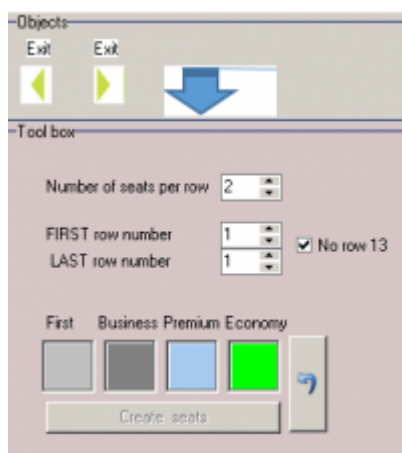 Objects
Exit Exit
Tool box
Number of seats per row 2
FIRST row number 1
LAST row number 1
No row 13
First Business Premium Economy
Create seats